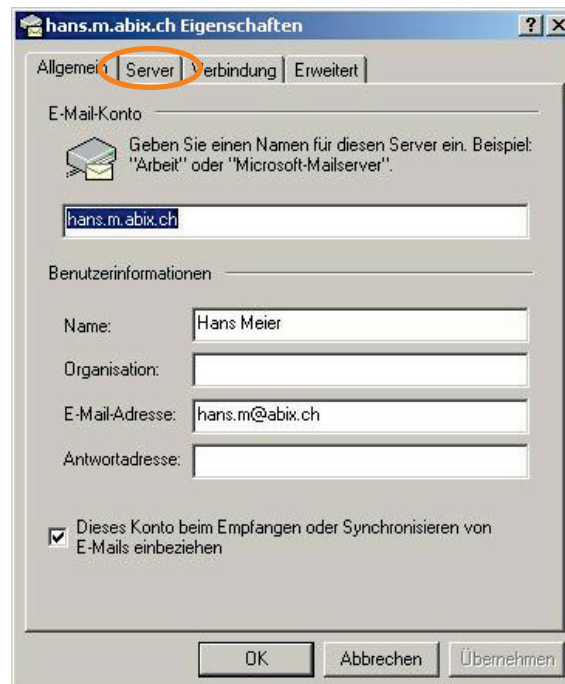 hans.m.abix.ch Eigenschaften
Allgemein Server Verbindung Erweitert
E-Mail-Konto
Geben Sie einen Namen für diesen Server ein. Beispiel:
"Arbeit" oder "Microsoft-Mailserver".
hans.m.abix.ch
Benutzerinformationen
Name: Hans Meier
Organisation:
E-Mail-Adresse: hans.m@abix.ch
Antwortadresse:
Dieses Konto beim Empfangen oder Synchronisieren von
E-Mails einbeziehen
OK Abbrechen Übernehmen